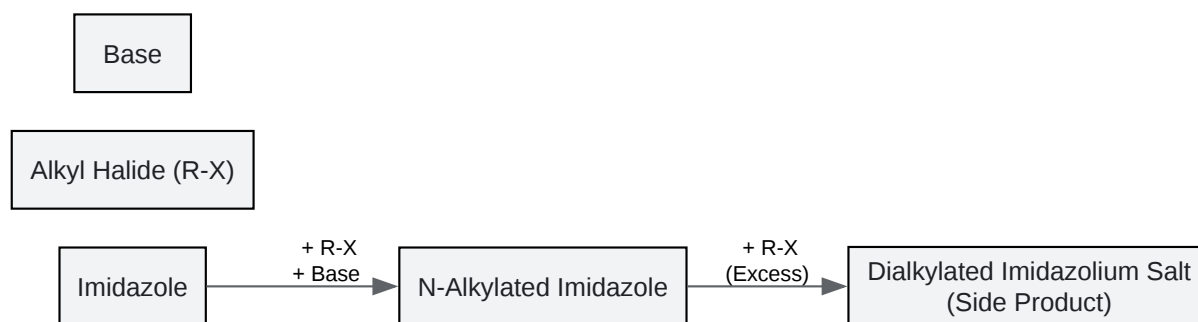 Base
Alkyl Halide (R-X)
Imidazole
+ R-X
+ Base
N-Alkylated Imidazole
+ R-X
(Excess)
Dialkylated Imidazolium Salt
(Side Product)